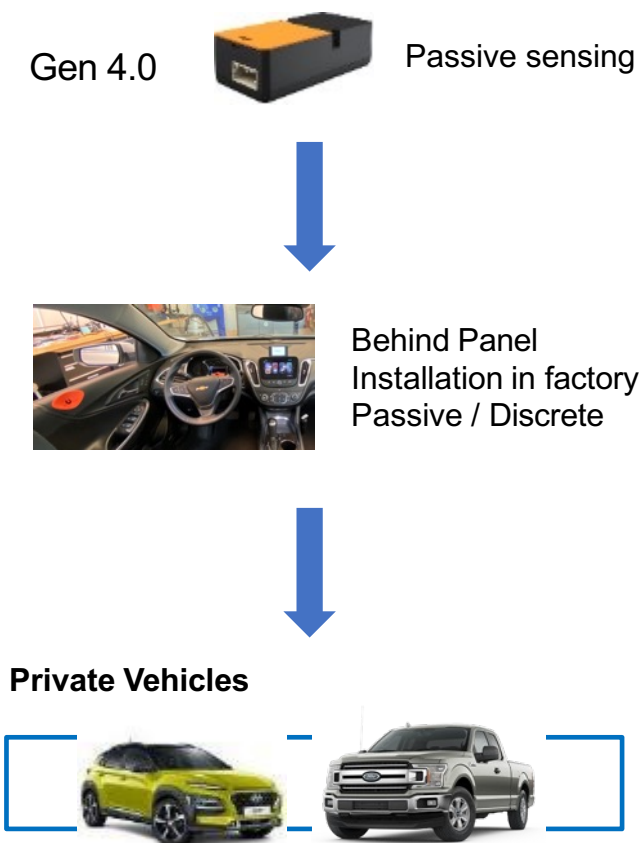 Gen 4.0
Passive sensing
Behind Panel
Installation in factory
Passive / Discrete
Private Vehicles